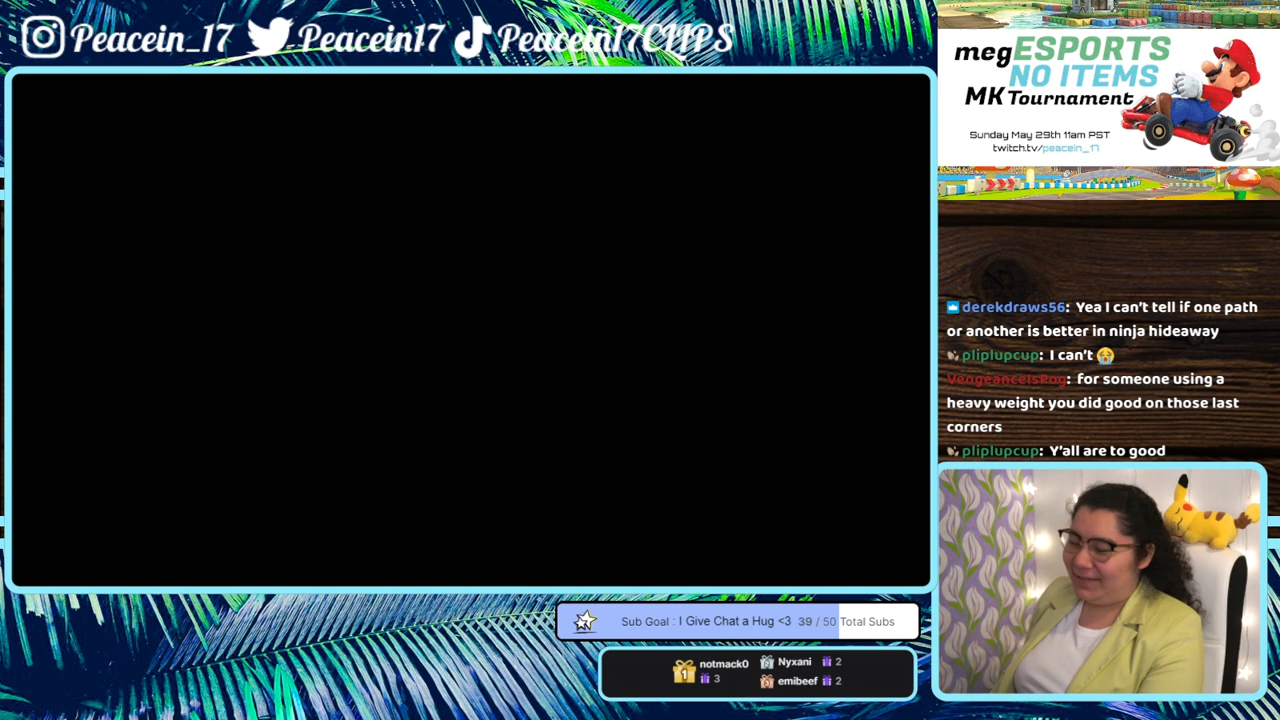 Peacein_17 Peacein17 Peacein17ClIPS
megESPORTS
NO ITEMS
MK Tournament
Sunday May 29th 11am PST
twitch.tv/peacein_17
derekdraws56: Yea I can't tell if one path
or another is better in ninja hideaway
pliplupcup: I can't 😭
VengeanceIsPog: for someone using a
heavy weight you did good on those last
corners
pliplupcup: Y'all are to good
Sub Goal : I Give Chat a Hug <3 39 / 50 Total Subs
1 notmack0 3
2 Nyxani 2
3 emibeef 2